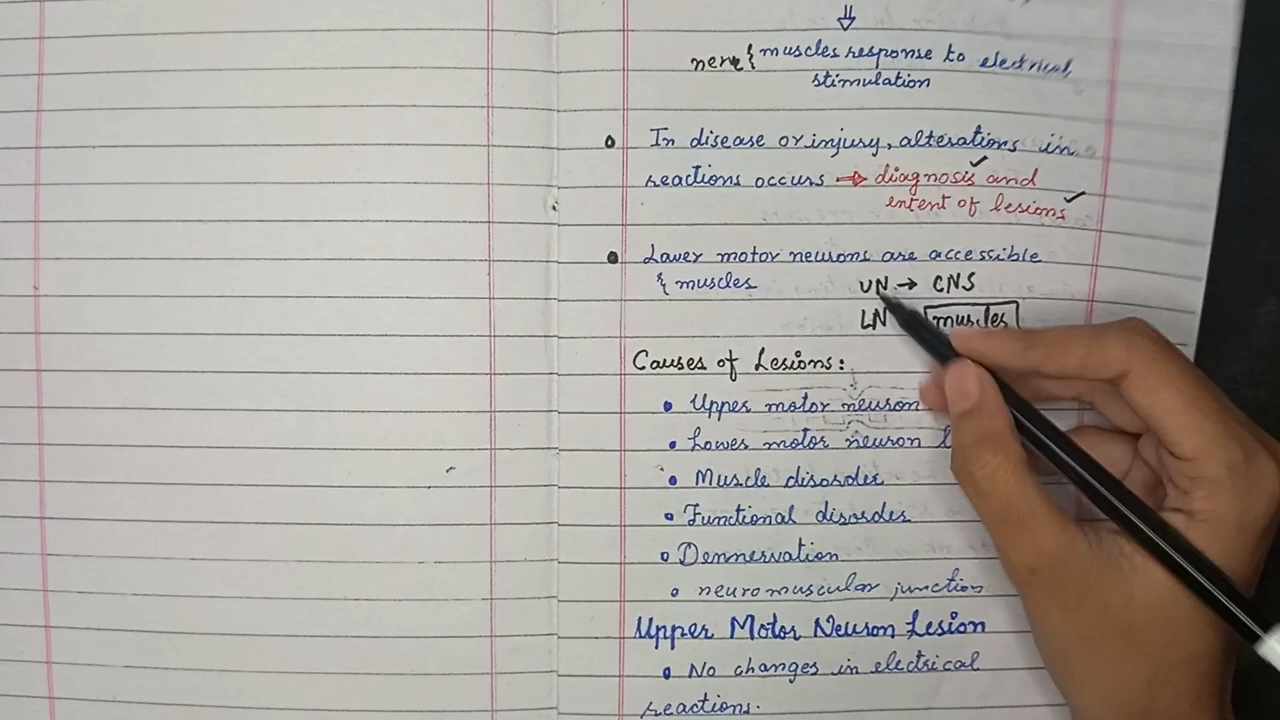 nerve { muscles response to electrical
stimulation
• In disease or injury, alterations in
reactions occurs ⇒ diagnosis and
entent of lesions
• Lower motor neurons are accessible
{ muscles
UN → CNS
LN muscles
Causes of Lesions:
• Upper motor neuron
• Lower motor neuron l
• Muscle disorder
• Functional disorder
• Dennervation
• neuromuscular junction
Upper Motor Neuron Lesion
• No changes in electrical
reactions.